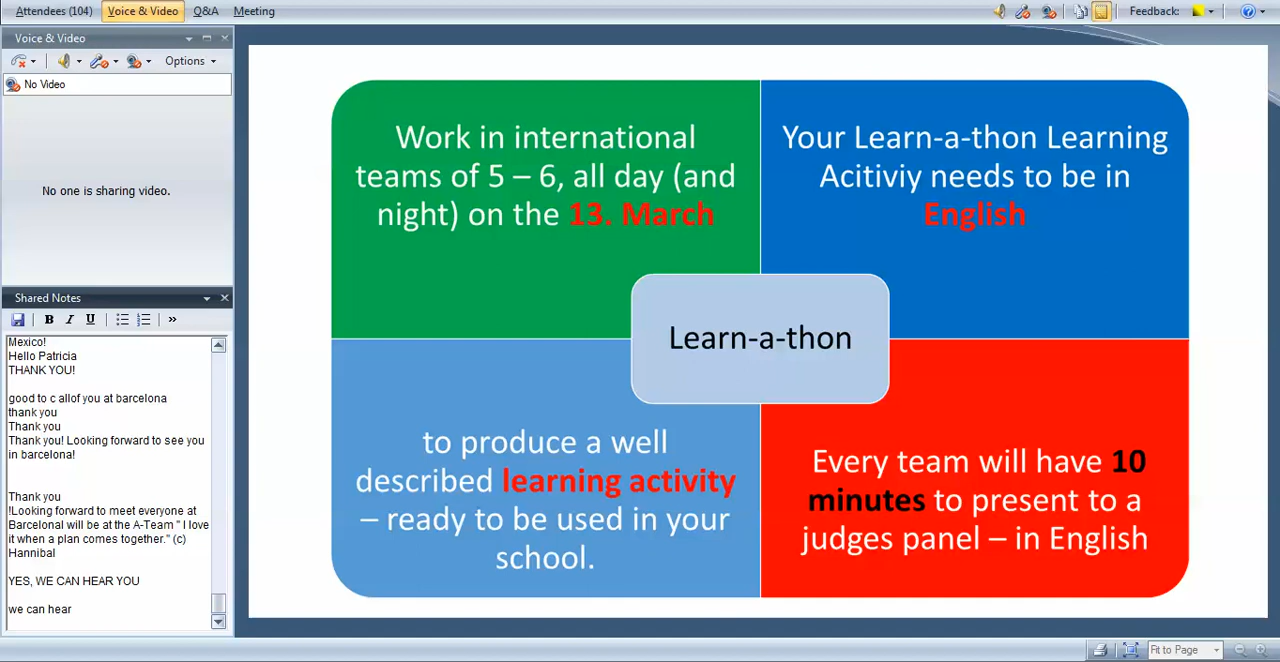 Attendees (104) Voice & Video Q&A Meeting Feedback:
Voice & Video
Options
No Video
No one is sharing video.
Shared Notes
B I U »
Mexico!
Hello Patricia
THANK YOU!
good to c allof you at barcelona
thank you
Thank you
Thank you! Looking forward to see you
in barcelona!
Thank you
!Looking forward to meet everyone at
Barcelonal will be at the A-Team " I love
it when a plan comes together." (c)
Hannibal
YES, WE CAN HEAR YOU
we can hear
Work in international
teams of 5 – 6, all day (and
night) on the 13. March
Your Learn-a-thon Learning
Acitiviy needs to be in
English
Learn-a-thon
to produce a well
described learning activity
– ready to be used in your
school.
Every team will have 10
minutes to present to a
judges panel – in English
Fit to Page